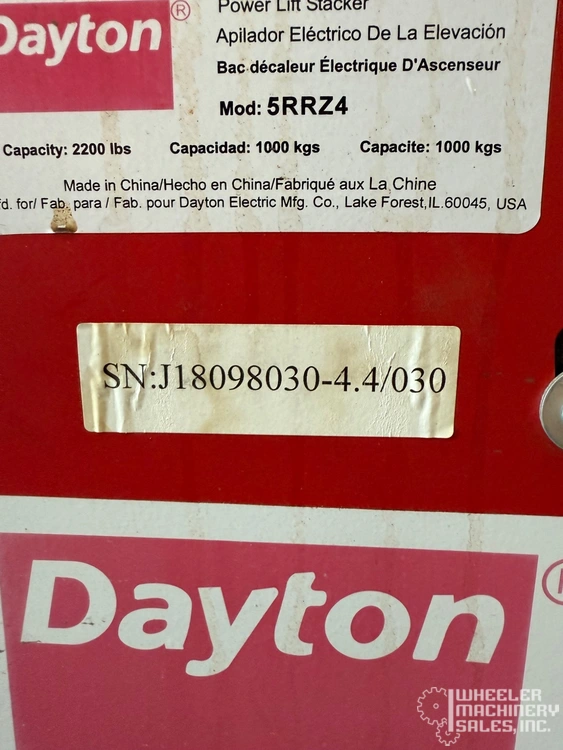 Dayton®
Power Lift Stacker
Apilador Eléctrico De La Elevación
Bac décaleur Électrique D'Ascenseur
Mod: 5RRZ4
Capacity: 2200 lbs Capacidad: 1000 kgs Capacite: 1000 kgs
Made in China/Hecho en China/Fabriqué aux La Chine
fd. for/ Fab. para / Fab. pour Dayton Electric Mfg. Co., Lake Forest,IL.60045, USA
SN:J18098030-4.4/030
Dayton®
WHEELER
MACHINERY
SALES, INC.